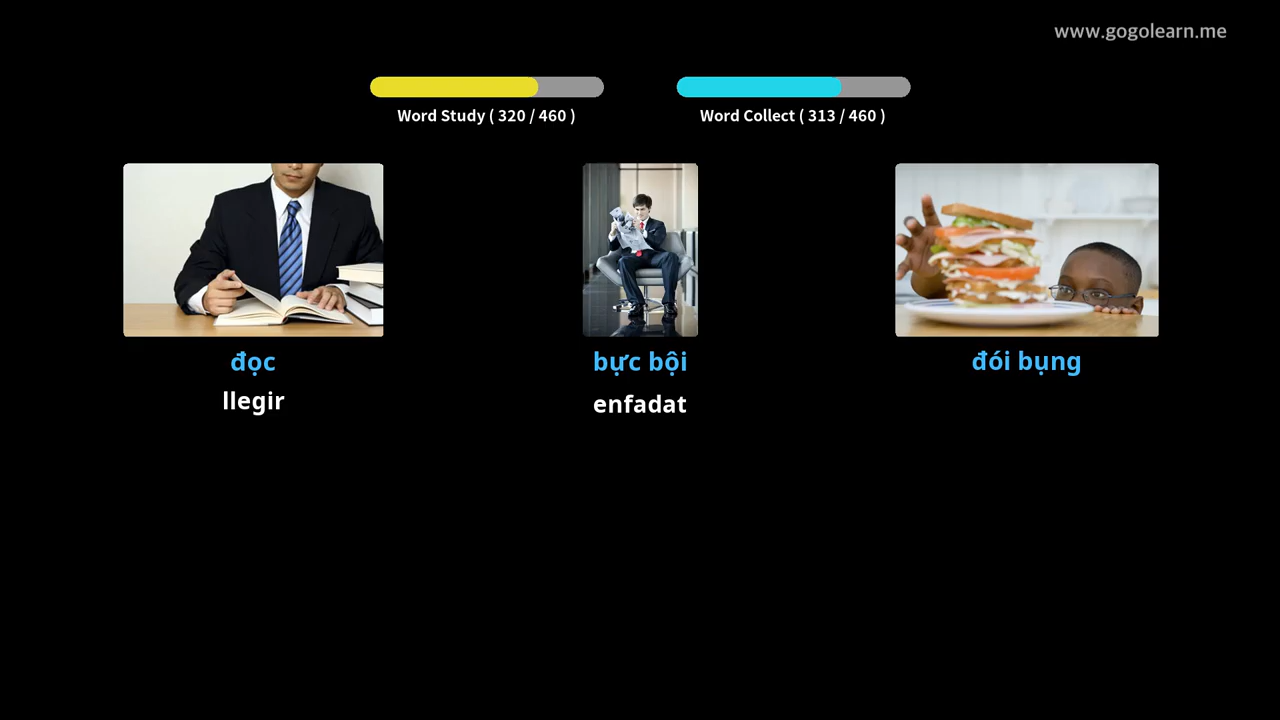 www.gogolearn.me
Word Study ( 320 / 460 )
Word Collect ( 313 / 460 )
đọc
llegir
bực bội
enfadat
đói bụng